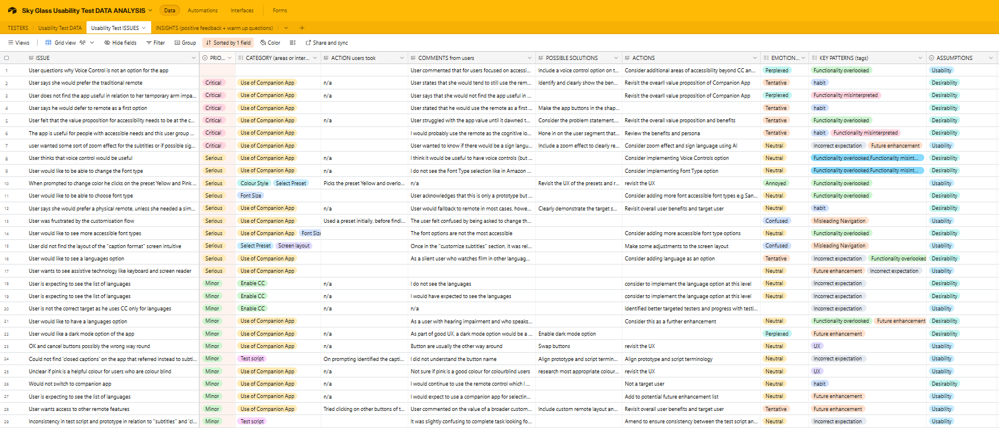 Sky Glass Usability Test DATA ANALYSIS Data Automations Interfaces Forms
TESTERS Usability Test DATA Usability Test ISSUES INSIGHTS (positive feedback + warm up questions)
Views Grid view Hide fields Filter Group Sorted by 1 field Color Share and sync
ISSUE PRIO... CATEGORY (areas or inter... ACTION users took COMMENTS from users POSSIBLE SOLUTIONS ACTIONS EMOTION... KEY PATTERNS (tags) ASSUMPTIONS
1 User questions why Voice Control is not an option for the app User commented that for users focused on accessi... Include a voice control option on t... Consider additional areas of accessibility beyond CC an... Perplexed Functionality overlooked Usability
2 User says she would prefer the traditional remote Critical Use of Companion App n/a User states that she would tend to still use the rem... Identify and clearly show the ben... Revisit the ovearll value proposition of Companion App Tentative habit Desirability
3 User does not find the app useful in relation to her temporary arm impa... Critical Use of Companion App n/a User says that she would not find the app useful in ... Revisit the ovearll value proposition of Companion App Perplexed Functionality misinterpreted Desirability
4 User says he would defer to remote as a first option Critical Use of Companion App User stated that he would use the remote as a first ... Make the app buttons in the shap... Tentative habit Desirability
5 User felt that the value proposition for accessibility needs to be at the c... Critical Use of Companion App n/a User struggled with the app value until it dawned t... Consider the problem statement,... Revisit the overall value proposition and benefits Tentative Functionality overlooked Desirability
6 The app is useful for people with accessible needs and this user group ... Critical Use of Companion App I would probably use the remote as the cognitive lo... Hone in on the user segment that... Review the benefits and persona Tentative habit Functionality misinterpreted Desirability
7 user wanted some sort of zoom effect for the subtitles or if possible sig... Critical Use of Companion App User wanted to know if there would be a sign langu... Include a zoom effect to clearly re... Consider zoom effect and sign language using AI Neutral Incorrect expectation Future enhancement Usability
8 User thinks that voice control would be useful Serious Use of Companion App n/a I think it would be useful to have voice controls (but ... Consider implementing Voice Controls option Neutral Functionality overlooked,Functionality misint... Desirability
9 User would like to be able to change the Font type Serious Use of Companion App n/a I do not see the Font Type selection like in Amazon ... Consider implementing Font Type option Neutral Functionality overlooked,Functionality misint... Desirability
10 When prompted to change color he clicks on the preset Yellow and Pink ... Serious Colour Style Select Preset Picks the preset Yellow and overlo... n/a Revisit the UX of the presets and r... revisit the UX Annoyed Functionality overlooked Usability
11 User would like to be able to choose font type Serious Font Size User acknowledges that this is only a prototype but ... Consider adding more font accessible font types e.g San... Neutral Functionality overlooked Desirability
12 User says she would prefer a physical remote, unless she needed a sim... Serious Use of Companion App n/a User would fallback to remote in most cases, howe... Clearly demonstrate the target s... Revisit overall user benefits and target user Neutral habit Desirability
13 User was frustrated by the customisation flow Serious Use of Companion App Used a preset initially, before findi... The user felt confused by being asked to change th... Confused Misleading Navigation Usability
14 User would like to see more accessible font types Serious Use of Companion App Font Size The font options are not the most accessible Consider adding more accessible font type options Neutral Functionality overlooked Desirability
15 User did not find the layout of the "caption format" screen intuitive Serious Select Preset Screen layout Once in the "customize subtitles" section, it was rel... Make some adjustments to the screen layout Confused Misleading Navigation Usability
16 User would like to see a languages option Serious Use of Companion App As a silent user who watches film in other languag... Consider adding language as an option Tentative Incorrect expectation Functionality overlooked Desirability
17 User wants to see assistive technology like keyboard and screen reader Serious Use of Companion App Neutral Future enhancement Incorrect expectation Usability
18 User is expecting to see the list of languages Minor Enable CC n/a I do not see the languages consider to implement the language option at this level Neutral Incorrect expectation Desirability
19 User is expecting to see the list of languages Minor Enable CC n/a I would have expected to see the languages consider to implement the language option at this level Neutral Incorrect expectation Desirability
20 User is not the correct target as he uses CC only for languages Minor Enable CC n/a n/a Identified better targeted testers and progress with testi... Incorrect expectation Usability
21 User would like to have a languages option Minor Use of Companion App As a user with hearing impairment and who speaks... Consider this as a further enhancement Neutral Functionality overlooked Future enhancement Desirability
22 User would like a dark mode option of the app Minor Use of Companion App n/a As part of good UX, a dark mode option would be a ... Enable dark mode option Perplexed Future enhancement Desirability
23 OK and cancel buttons possibly the wrong way round Minor Use of Companion App n/a Button are usually the other way around Swap buttons revisit the UX Neutral UX Usability
24 Could not find 'closed captions' on the app that referred instead to subti... Minor Test script On prompting identified the capti... I did not understand the button name Align prototype and script termin... Align prototype and script terminology Neutral Incorrect expectation Usability
25 Unclear if pink is a helpful colour for users who are colour blind Minor Use of Companion App n/a Not sure if pink is a good colour for colourblind users research most appropriate colour... revisit the UX Neutral UX Usability
26 Would not switch to companion app Minor Use of Companion App n/a I would continue to use the remote control which I ... Not a target user Neutral habit Desirability
27 User is expecting to see the list of languages Minor Use of Companion App n/a I would expect to use a companion app for selectin... Add to potential future enhancement list Neutral Future enhancement Usability
28 User wants access to other remote features Minor Use of Companion App Tried clicking on other buttons of t... User commented on the value of a broader custom... Include custom remote layout an... Revisit overall user benefits and target user Tentative Future enhancement Usability
29 Inconsistency in test script and prototype in relation to "subtitles" and 'cl... Minor Test script It was slightly confusing to complete task looking fo... Amend to ensure consistency between the test script an... Neutral Incorrect expectation Usability